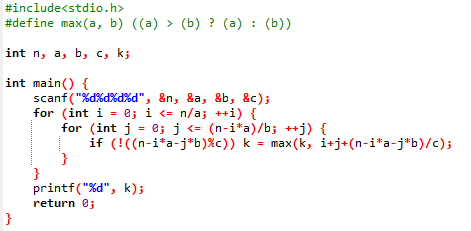 #include<stdio.h>
#define max(a, b) ((a) > (b) ? (a) : (b))
int n, a, b, c, k;
int main() {
scanf("%d%d%d%d", &n, &a, &b, &c);
for (int i = 0; i <= n/a; ++i) {
for (int j = 0; j <= (n-i*a)/b; ++j) {
if (!((n-i*a-j*b)%c)) k = max(k, i+j+(n-i*a-j*b)/c);
}
}
printf("%d", k);
return 0;
}